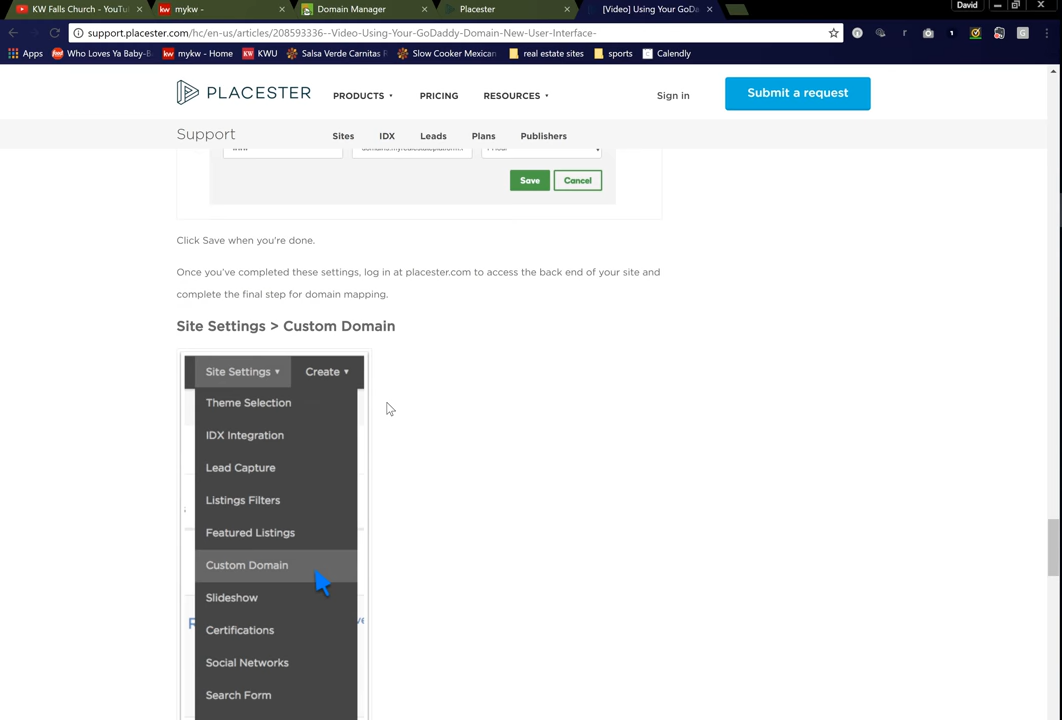 KW Falls Church - YouTu
mykw -
Domain Manager
Placester
[Video] Using Your GoDa
David
support.placester.com/hc/en-us/articles/208593336--Video-Using-Your-GoDaddy-Domain-New-User-Interface-
Apps
Who Loves Ya Baby-B
mykw - Home
KWU
Salsa Verde Carnitas F
Slow Cooker Mexican
real estate sites
sports
Calendly
PLACESTER
PRODUCTS
PRICING
RESOURCES
Sign in
Submit a request
Support
Sites
IDX
Leads
Plans
Publishers
Save
Cancel
Click Save when you're done.
Once you've completed these settings, log in at placester.com to access the back end of your site and
complete the final step for domain mapping.
Site Settings > Custom Domain
Site Settings
Create
Theme Selection
IDX Integration
Lead Capture
Listings Filters
Featured Listings
Custom Domain
Slideshow
Certifications
Social Networks
Search Form